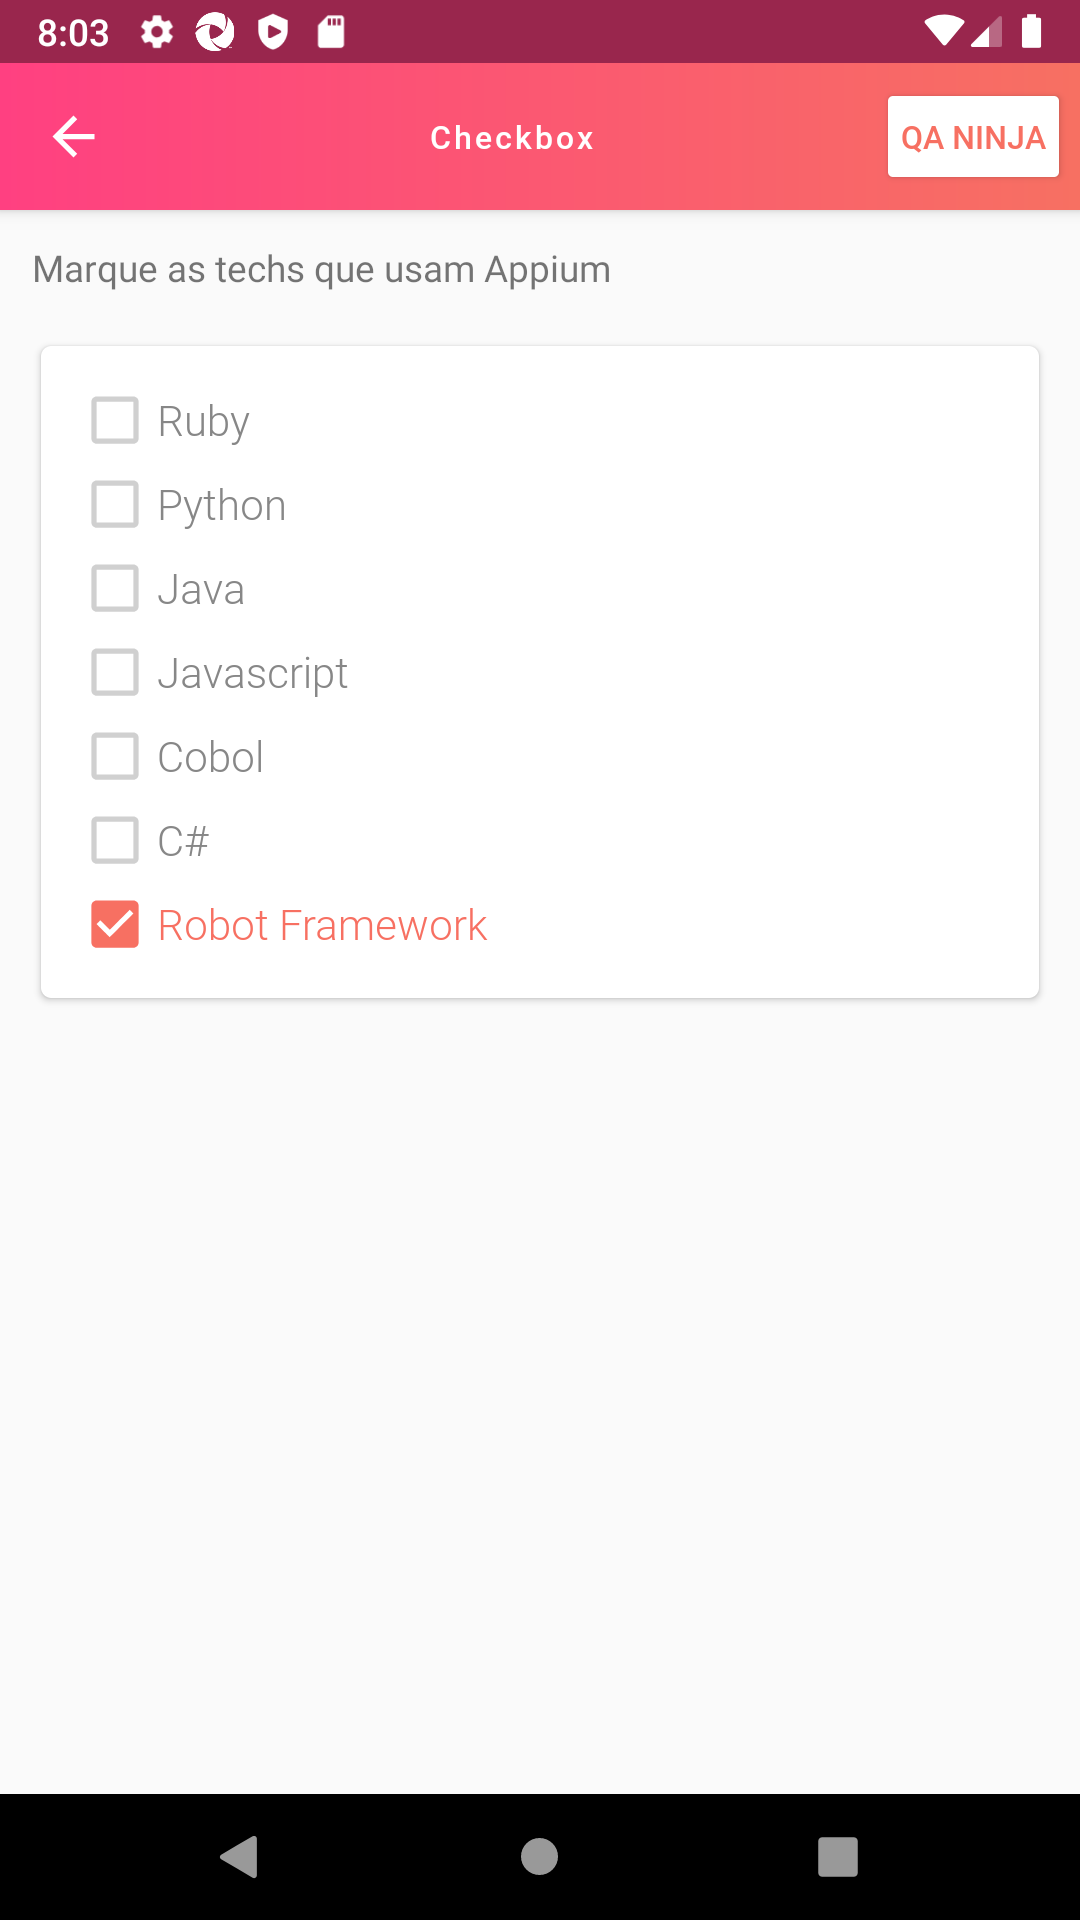 8:03
Checkbox
QA NINJA
Marque as techs que usam Appium
Ruby
Python
Java
Javascript
Cobol
C#
Robot Framework